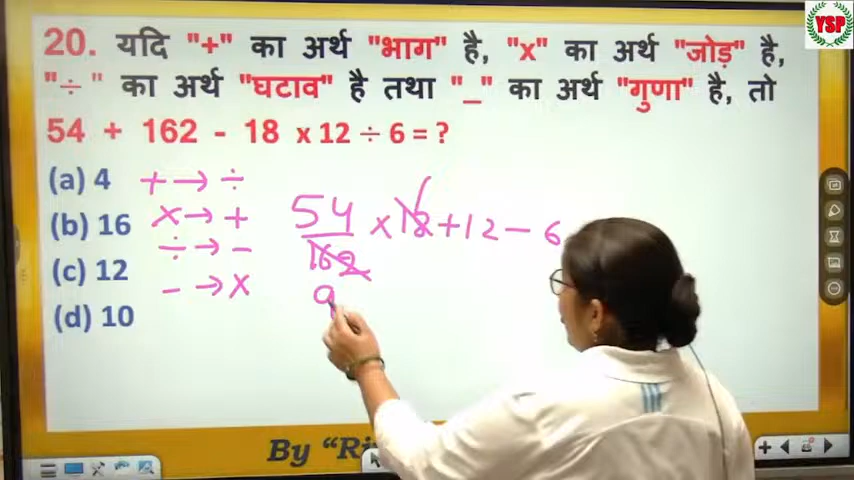 YSP
20. यदि "+" का अर्थ "भाग" है, "x" का अर्थ "जोड़" है,
"÷ " का अर्थ "घटाव" है तथा "_" का अर्थ "गुणा" है, तो
54 + 162 - 18 x 12 ÷ 6 = ?
(a) 4
(b) 16
(c) 12
(d) 10
+ → ÷
x → +
÷ → -
- → x
54 x 18 + 12 - 6
162
9
By "Ri